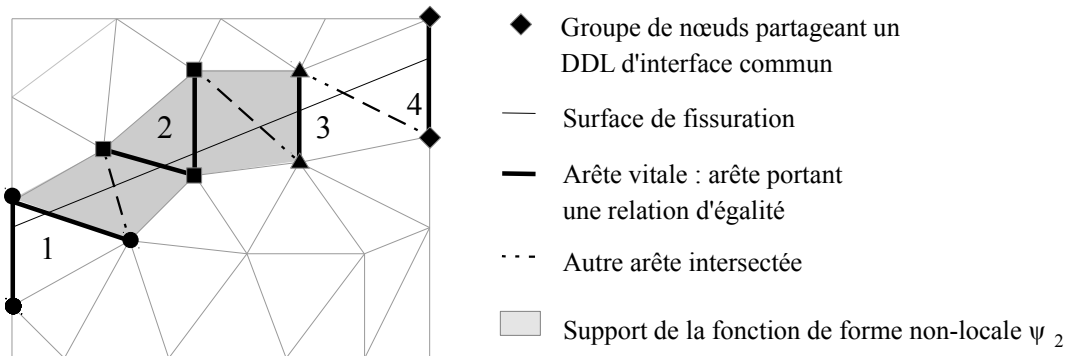 1
2
3
4
Groupe de nœuds partageant un
DDL d'interface commun
Surface de fissuration
Arête vitale : arête portant
une relation d'égalité
Autre arête intersectée
Support de la fonction de forme non-locale ψ 2